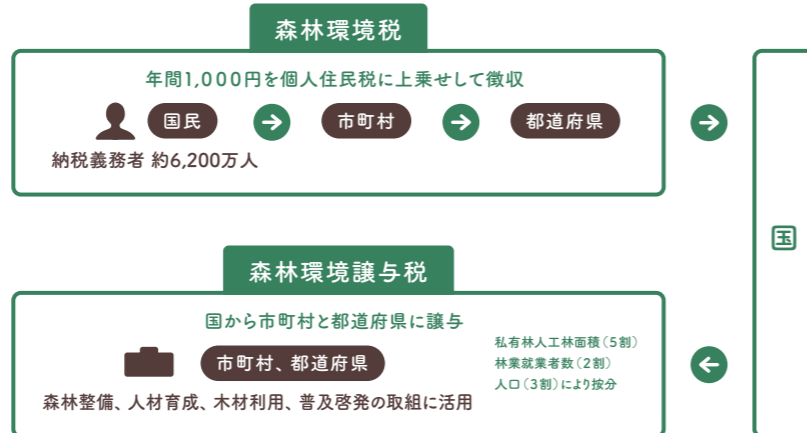 森林環境税
年間1,000円を個人住民税に上乗せして徴収
国民 市町村 都道府県
納税義務者 約6,200万人
国
森林環境譲与税
国から市町村と都道府県に譲与
市町村、都道府県
私有林人工林面積（5割）
林業就業者数（2割）
人口（3割）により按分
森林整備、人材育成、木材利用、普及啓発の取組に活用